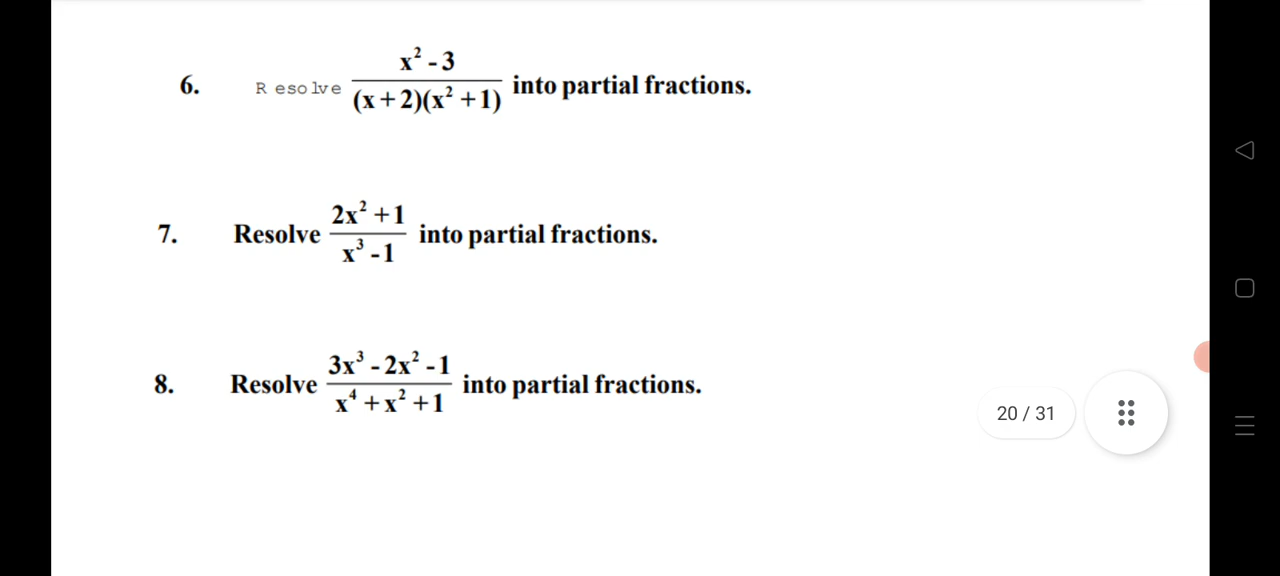 6. Resolve x² - 3 / (x + 2)(x² + 1) into partial fractions.
7. Resolve 2x² + 1 / x³ - 1 into partial fractions.
8. Resolve 3x³ - 2x² - 1 / x⁴ + x² + 1 into partial fractions.
20 / 31